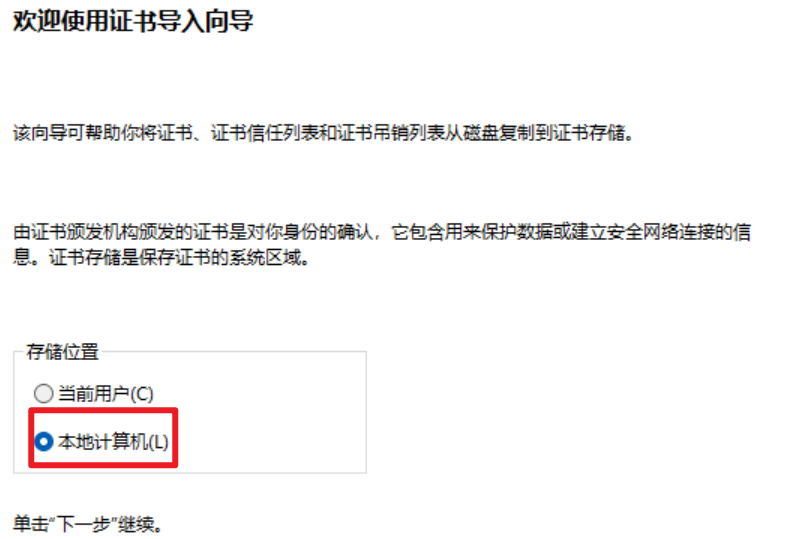 欢迎使用证书导入向导
该向导可帮助你将证书、证书信任列表和证书吊销列表从磁盘复制到证书存储。
由证书颁发机构颁发的证书是对你身份的确认，它包含用来保护数据或建立安全网络连接的信
息。证书存储是保存证书的系统区域。
存储位置
当前用户(C)
本地计算机(L)
单击“下一步”继续。